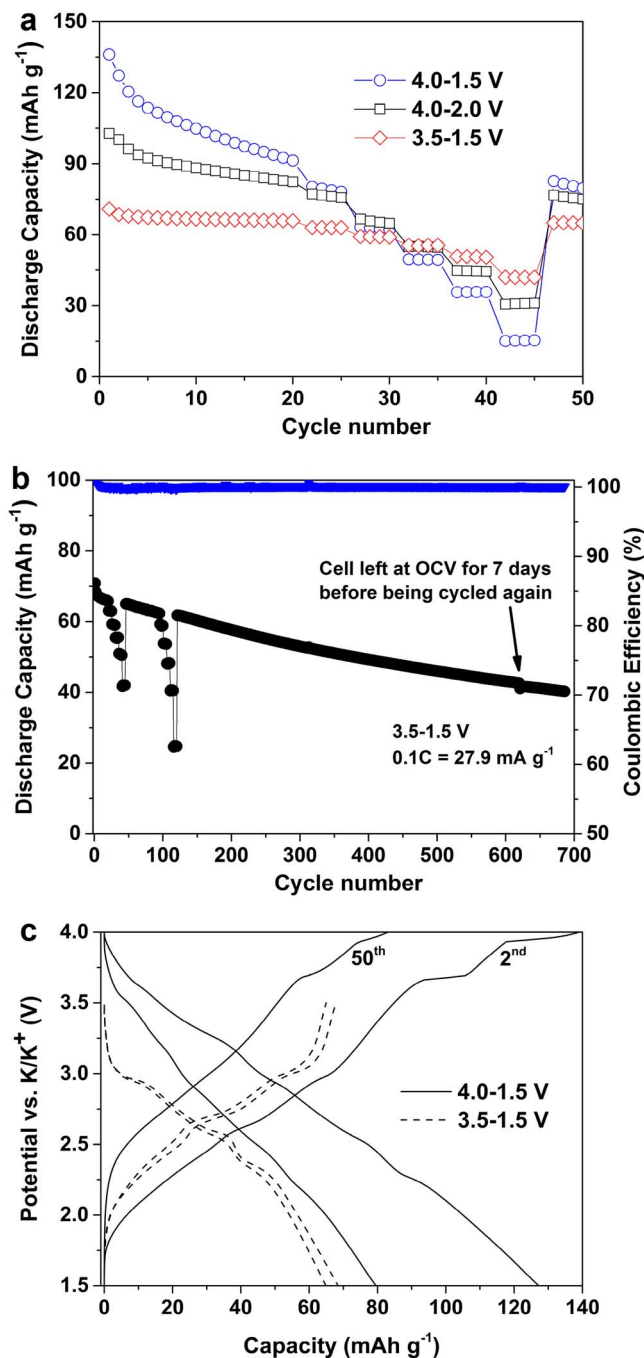 a
150
120
90
60
30
0
Discharge Capacity (mAh g⁻¹)
4.0-1.5 V
4.0-2.0 V
3.5-1.5 V
0 10 20 30 40 50
Cycle number
b
100
80
60
40
20
0
Discharge Capacity (mAh g⁻¹)
Cell left at OCV for 7 days
before being cycled again
3.5-1.5 V
0.1C = 27.9 mA g⁻¹
100
90
80
70
60
50
Coulombic Efficiency (%)
0 100 200 300 400 500 600 700
Cycle number
c
4.0
3.5
3.0
2.5
2.0
1.5
Potential vs. K/K⁺ (V)
50ᵗʰ
2ⁿᵈ
4.0-1.5 V
3.5-1.5 V
0 20 40 60 80 100 120 140
Capacity (mAh g⁻¹)